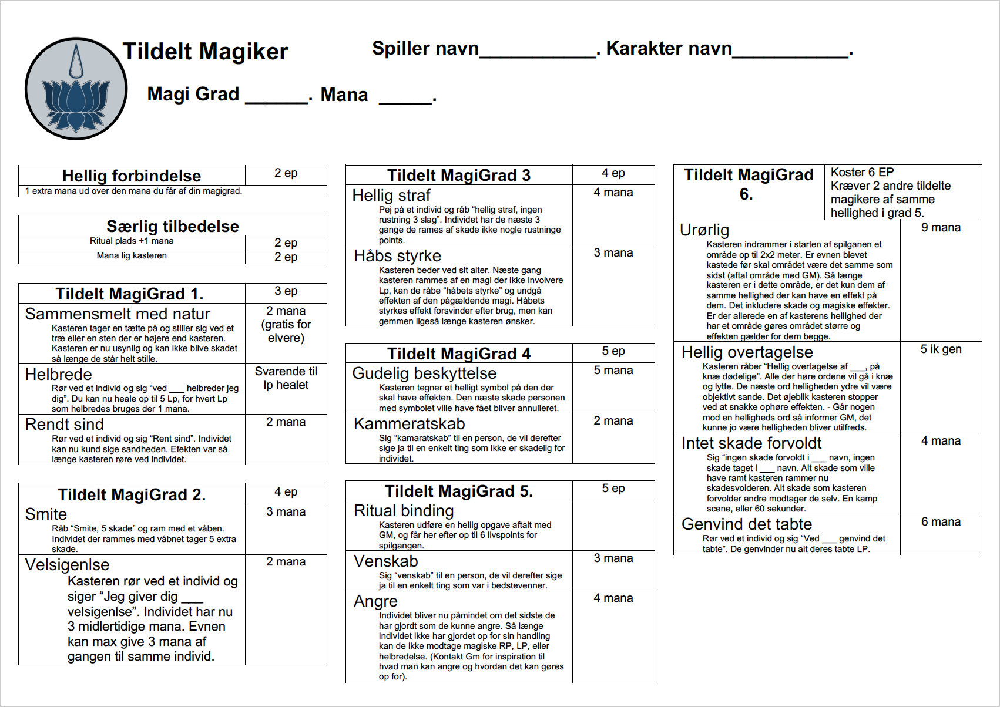 Tildelt Magiker
Spiller navn___________. Karakter navn___________.
Magi Grad ______. Mana _____.
Hellig forbindelse
2 ep
1 extra mana ud over den mana du får af din magigrad.
Særlig tilbedelse
Ritual plads +1 mana
2 ep
Mana lig kasteren
2 ep
Tildelt MagiGrad 1.
3 ep
Sammensmelt med natur
2 mana
(gratis for
elvere)
Kasteren tager en tætte på og stiller sig ved et
træ eller en sten der er højere end kasteren.
Kasteren er nu usynlig og kan ikke blive skadet
så længe de står helt stille.
Helbrede
Svarende til
lp healet
Rør ved et individ og sig “ved ___ helbreder jeg
dig”. Du kan nu heale op til 5 Lp, for hvert Lp
som helbredes bruges der 1 mana.
Rendt sind
2 mana
Rør ved et individ og sig “Rent sind”. Individet
kan nu kund sige sandheden. Efekten var så
længe kasteren røre ved individet.
Tildelt MagiGrad 2.
4 ep
Smite
3 mana
Råb “Smite, 5 skade” og ram med et våben.
Individet der rammes med våbnet tager 5 extra
skade.
Velsigenlse
2 mana
Kasteren rør ved et individ og
siger “Jeg giver dig ___
velsigenlse”. Individet har nu
3 midlertidige mana. Evnen
kan max give 3 mana af
gangen til samme individ.
Tildelt MagiGrad 3
4 ep
Hellig straf
4 mana
Pej på et individ og råb “hellig straf, ingen
rustning 3 slag”. Individet har de næste 3
gange de rames af skade ikke nogle rustninge
points.
Håbs styrke
3 mana
Kasteren beder ved sit alter. Næste gang
kasteren rammes af en magi der ikke involvere
Lp, kan de råbe “håbets styrke” og undgå
effekten af den pågældende magi. Håbets
styrkes effekt forsvinder efter brug, men kan
gemmen ligeså længe kasteren ønsker.
Tildelt MagiGrad 4
5 ep
Gudelig beskyttelse
5 mana
Kasteren tegner et helligt symbol på den der
skal have effekten. Den næste skade personen
med symbolet ville have fået bliver annulleret.
Kammeratskab
2 mana
Sig “kamaratskab” til en person, de vil derefter
sige ja til en enkelt ting som ikke er skadelig for
individet.
Tildelt MagiGrad 5.
5 ep
Ritual binding
Kasteren udføre en hellig opgave aftalt med
GM, og får her efter op til 6 livspoints for
spilgangen.
Venskab
3 mana
Sig “venskab” til en person, de vil derefter sige
ja til en enkelt ting som var i bedstevenner.
Angre
4 mana
Individet bliver nu påmindet om det sidste de
har gjordt som de kunne angre. Så længe
individet ikke har gjordet op for sin handling
kan de ikke modtage magiske RP, LP, eller
helbredelse. (Kontakt Gm for inspiration til
hvad man kan angre og hvordan det kan gøres
op for).
Tildelt MagiGrad
6.
Koster 6 EP
Kræver 2 andre tildelte
magikere af samme
hellighed i grad 5.
Urørlig
9 mana
Kasteren indrammer i starten af spilganen et
område op til 2x2 meter. Er evnen blevet
kastede før skal området være det samme som
sidst (aftal område med GM). Så længe
kasteren er i dette område, er det kun dem af
samme hellighed der kan have en effekt på
dem. Det inkludere skade og magiske effekter.
Er der allerede en af kasterens hellighed der
har et område gøres området større og
effekten gælder for dem begge.
Hellig overtagelse
5 ik gen
Kasteren råber “Hellig overtagelse af ___, på
knæ dødelige”. Alle der høre ordene vil gå i knæ
og lytte. De næste ord helligheden ydre vil være
objektivt sande. Det øjeblik kasteren stopper
ved at snakke ophøre effekten. - Går nogen
mod en helligheds ord så informer GM, det
kunne jo være helligheden bliver utilfreds.
Intet skade forvoldt
4 mana
Sig “ingen skade forvoldt i ___ navn, ingen
skade taget i ___ navn. Alt skade som ville
have ramt kasteren rammer nu
skadesvolderen. Alt skade som kasteren
forvolder andre modtager de selv. En kamp
scene, eller 60 sekunder.
Genvind det tabte
6 mana
Rør ved et individ og sig “Ved ___ genvind det
tabte”. De genvinder nu alt deres tabte LP.